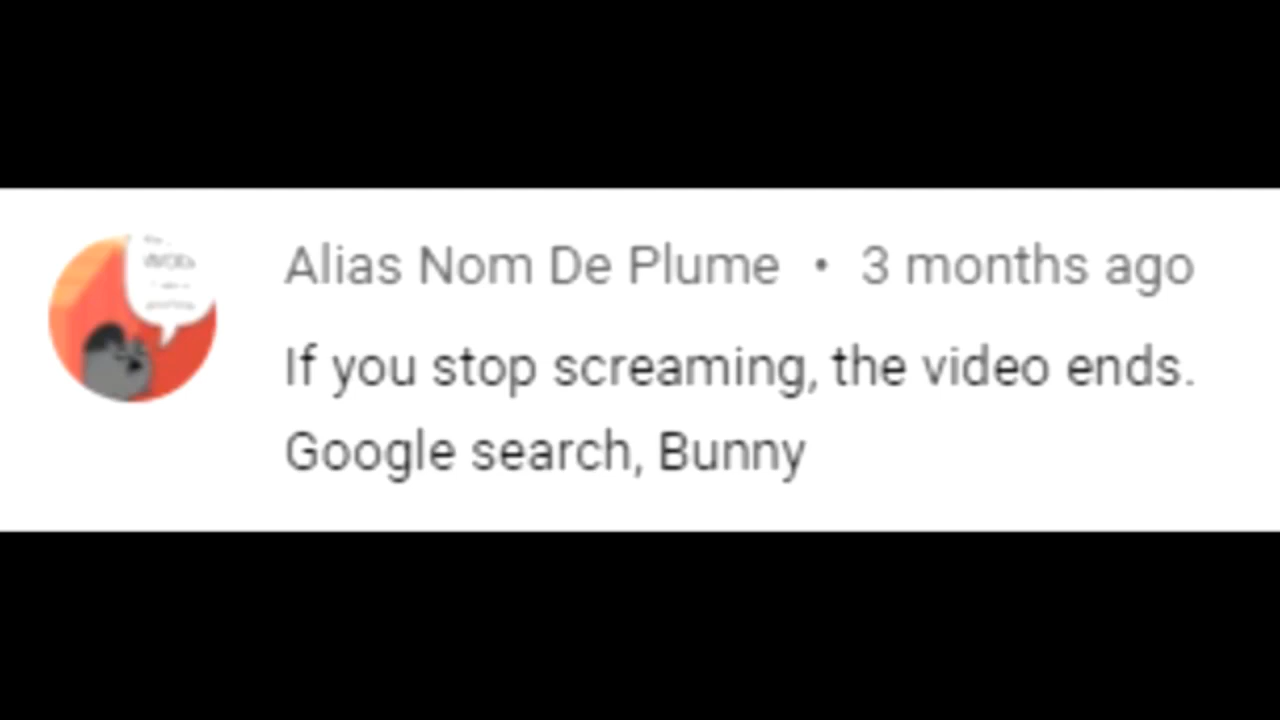 Alias Nom De Plume • 3 months ago
If you stop screaming, the video ends.
Google search, Bunny